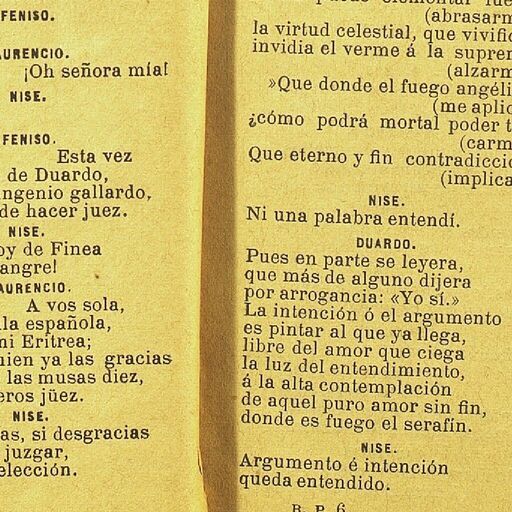 FENISO.
AURENCIO.
¡Oh señora mía!
NISE.
FENISO.
Esta vez
de Duardo,
ingenio gallardo,
de hacer juez.
NISE.
oy de Finea
angre!
AURENCIO.
A vos sola,
la española,
ni Eritrea;
uien ya las gracias
las musas diez,
eros jüez.
NISE.
as, si desgracias
juzgar,
elección.
(abrasarm
la virtud celestial, que vivific
invidia el verme á la suprem
(alzarm
»Que donde el fuego angéli
(me aplic
¿cómo podrá mortal poder t
(carm
Que eterno y fin contradicció
(implica
NISE.
Ni una palabra entendí.
DUARDO.
Pues en parte se leyera,
que más de alguno dijera
por arrogancia: «Yo sí.»
La intención ó el argumento
es pintar al que ya llega,
libre del amor que ciega
la luz del entendimiento,
á la alta contemplación
de aquel puro amor sin fin,
donde es fuego el serafín.
NISE.
Argumento é intención
queda entendido.
R. P. 6